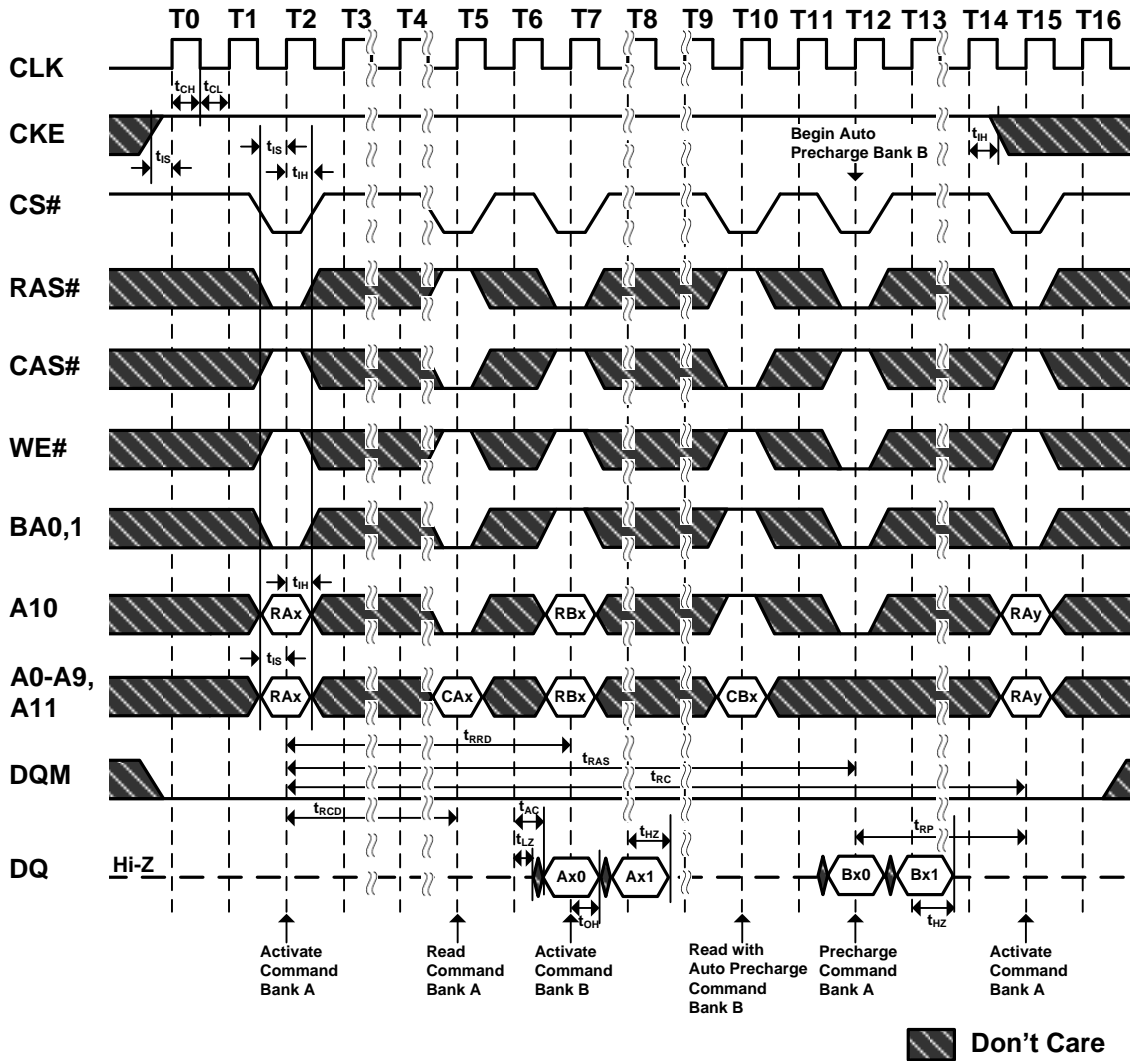 T0 T1 T2 T3 T4 T5 T6 T7 T8 T9 T10 T11 T12 T13 T14 T15 T16
CLK
tCH tCL
CKE
tIS
tIS
tIH
Begin Auto
Precharge Bank B
tIH
CS#
RAS#
CAS#
WE#
BA0,1
tIH
A10
RAx RBx RAy
tIS
A0-A9,
A11
RAx CAx RBx CBx RAy
tRRD
tRAS
DQM
tRC
tRCD
tAC
tHZ
tRP
tLZ
DQ
Hi-Z
Ax0 Ax1 Bx0 Bx1
tOH
tHZ
Activate
Command
Bank A
Read
Command
Bank A
Activate
Command
Bank B
Read with
Auto Precharge
Command
Bank B
Precharge
Command
Bank A
Activate
Command
Bank A
Don't Care